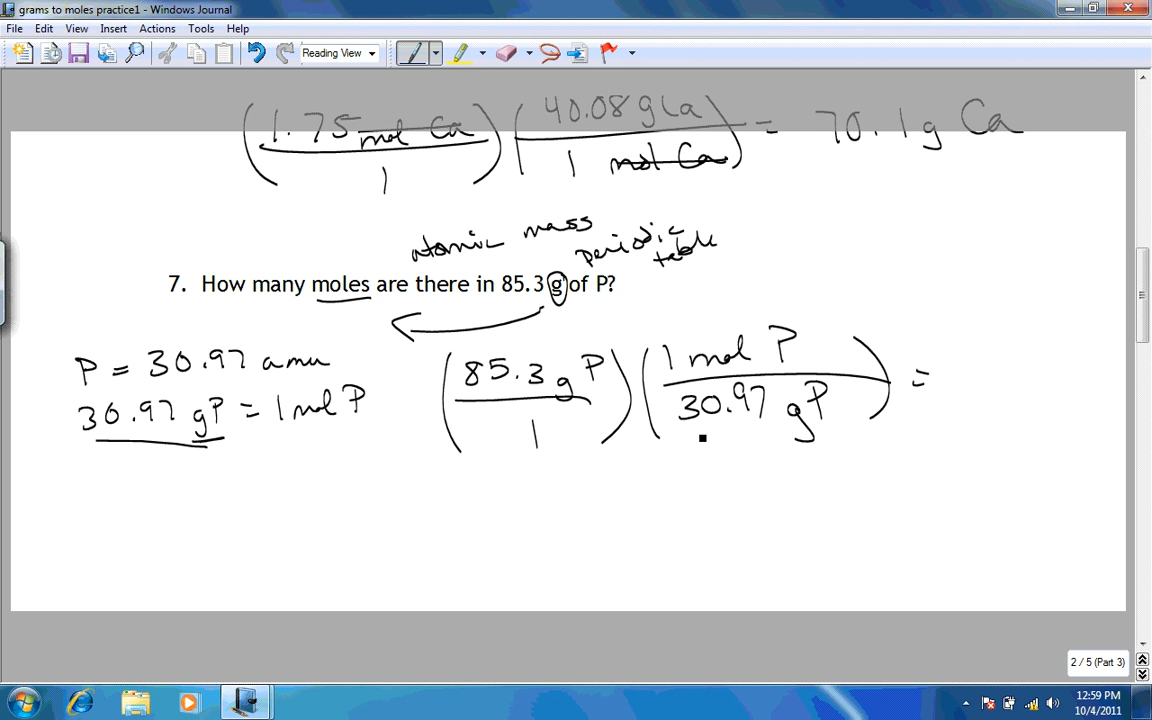 grams to moles practice1 - Windows Journal
File Edit View Insert Actions Tools Help
Reading View
(1.75 mol Ca / 1) (40.08 g Ca / 1 mol Ca) = 70.1 g Ca
atomic mass
periodic
table
7. How many moles are there in 85.3 g of P?
P = 30.97 amu
30.97 gP = 1 mol P
(85.3 g P / 1) (1 mol P / 30.97 gP) =
2 / 5 (Part 3)
12:59 PM
10/4/2011